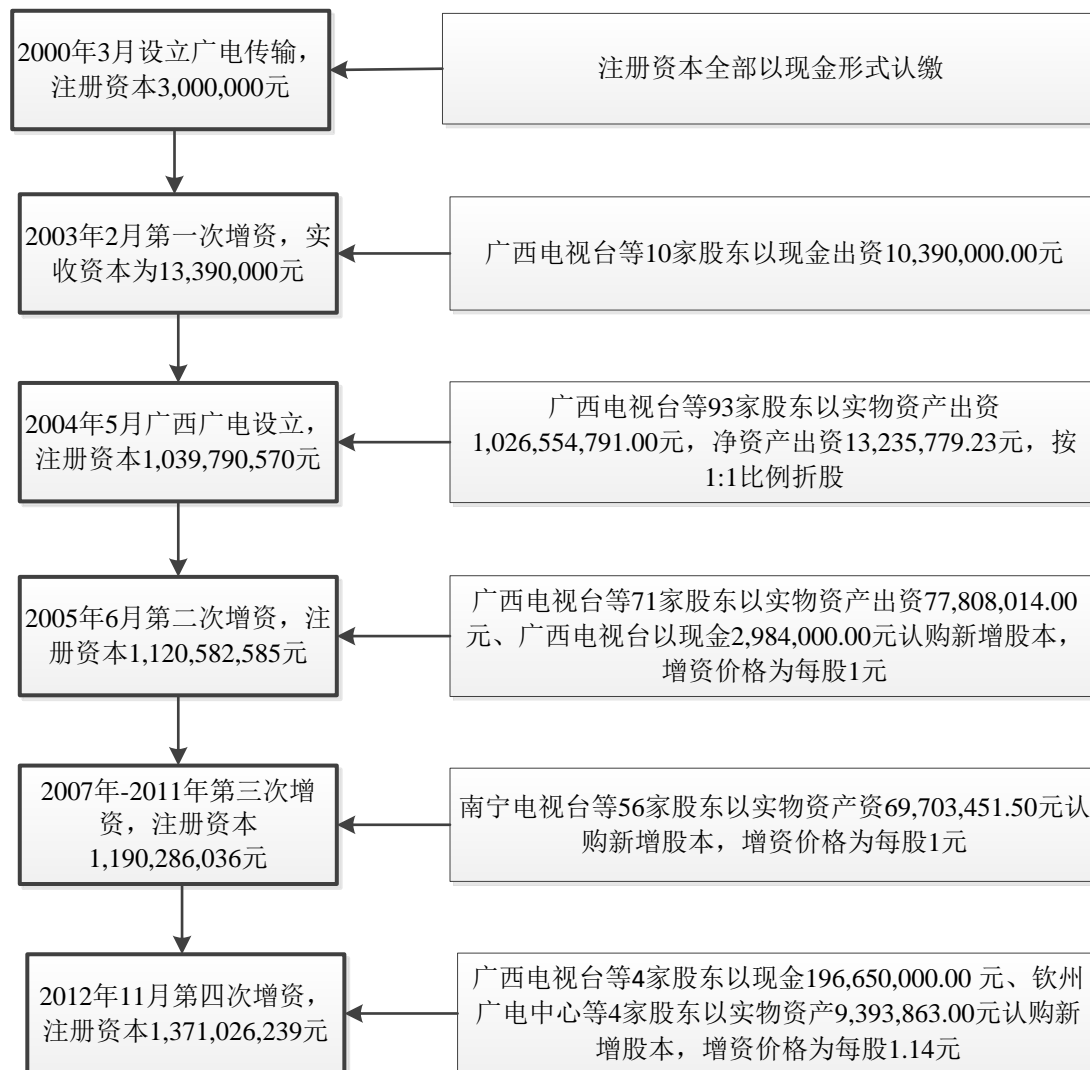 2000年3月设立广电传输，
注册资本3,000,000元
注册资本全部以现金形式认缴
2003年2月第一次增资，实
收资本为13,390,000元
广西电视台等10家股东以现金出资10,390,000.00元
2004年5月广西广电设立，
注册资本1,039,790,570元
广西电视台等93家股东以实物资产出资
1,026,554,791.00元，净资产出资13,235,779.23元，按
1:1比例折股
2005年6月第二次增资，注
册资本1,120,582,585元
广西电视台等71家股东以实物资产出资77,808,014.00
元、广西电视台以现金2,984,000.00元认购新增股本，
增资价格为每股1元
2007年-2011年第三次增
资，注册资本
1,190,286,036元
南宁电视台等56家股东以实物资产资69,703,451.50元认
购新增股本，增资价格为每股1元
2012年11月第四次增资，
注册资本1,371,026,239元
广西电视台等4家股东以现金196,650,000.00 元、钦州
广电中心等4家股东以实物资产9,393,863.00元认购新
增股本，增资价格为每股1.14元